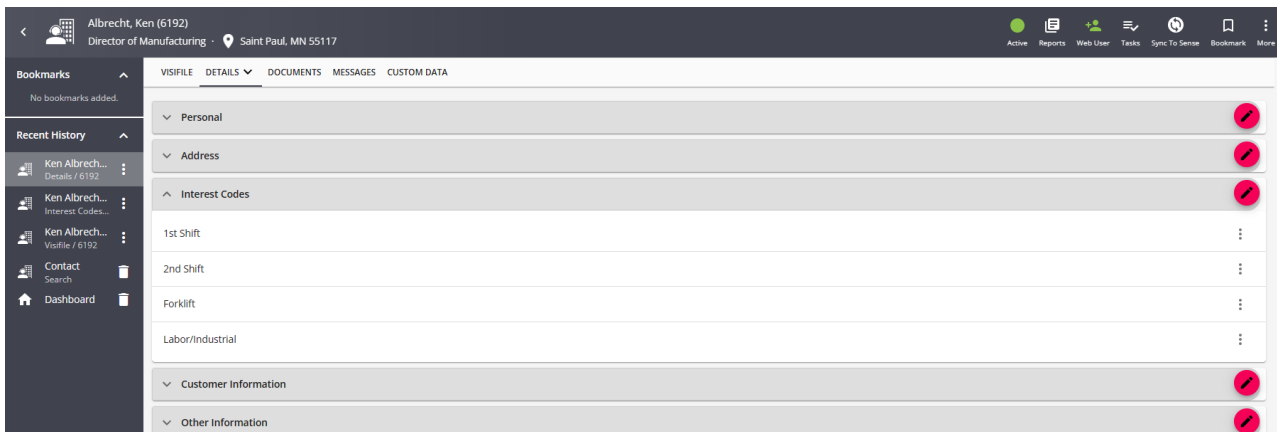 Albrecht, Ken (6192)
Director of Manufacturing · Saint Paul, MN 55117
Active Reports Web User Tasks Sync To Sense Bookmark More
Bookmarks
No bookmarks added.
Recent History
Ken Albrech...
Details / 6192
Ken Albrech...
Interest Codes...
Ken Albrech...
Visifile / 6192
Contact
Search
Dashboard
VISIFILE DETAILS DOCUMENTS MESSAGES CUSTOM DATA
Personal
Address
Interest Codes
1st Shift
2nd Shift
Forklift
Labor/Industrial
Customer Information
Other Information